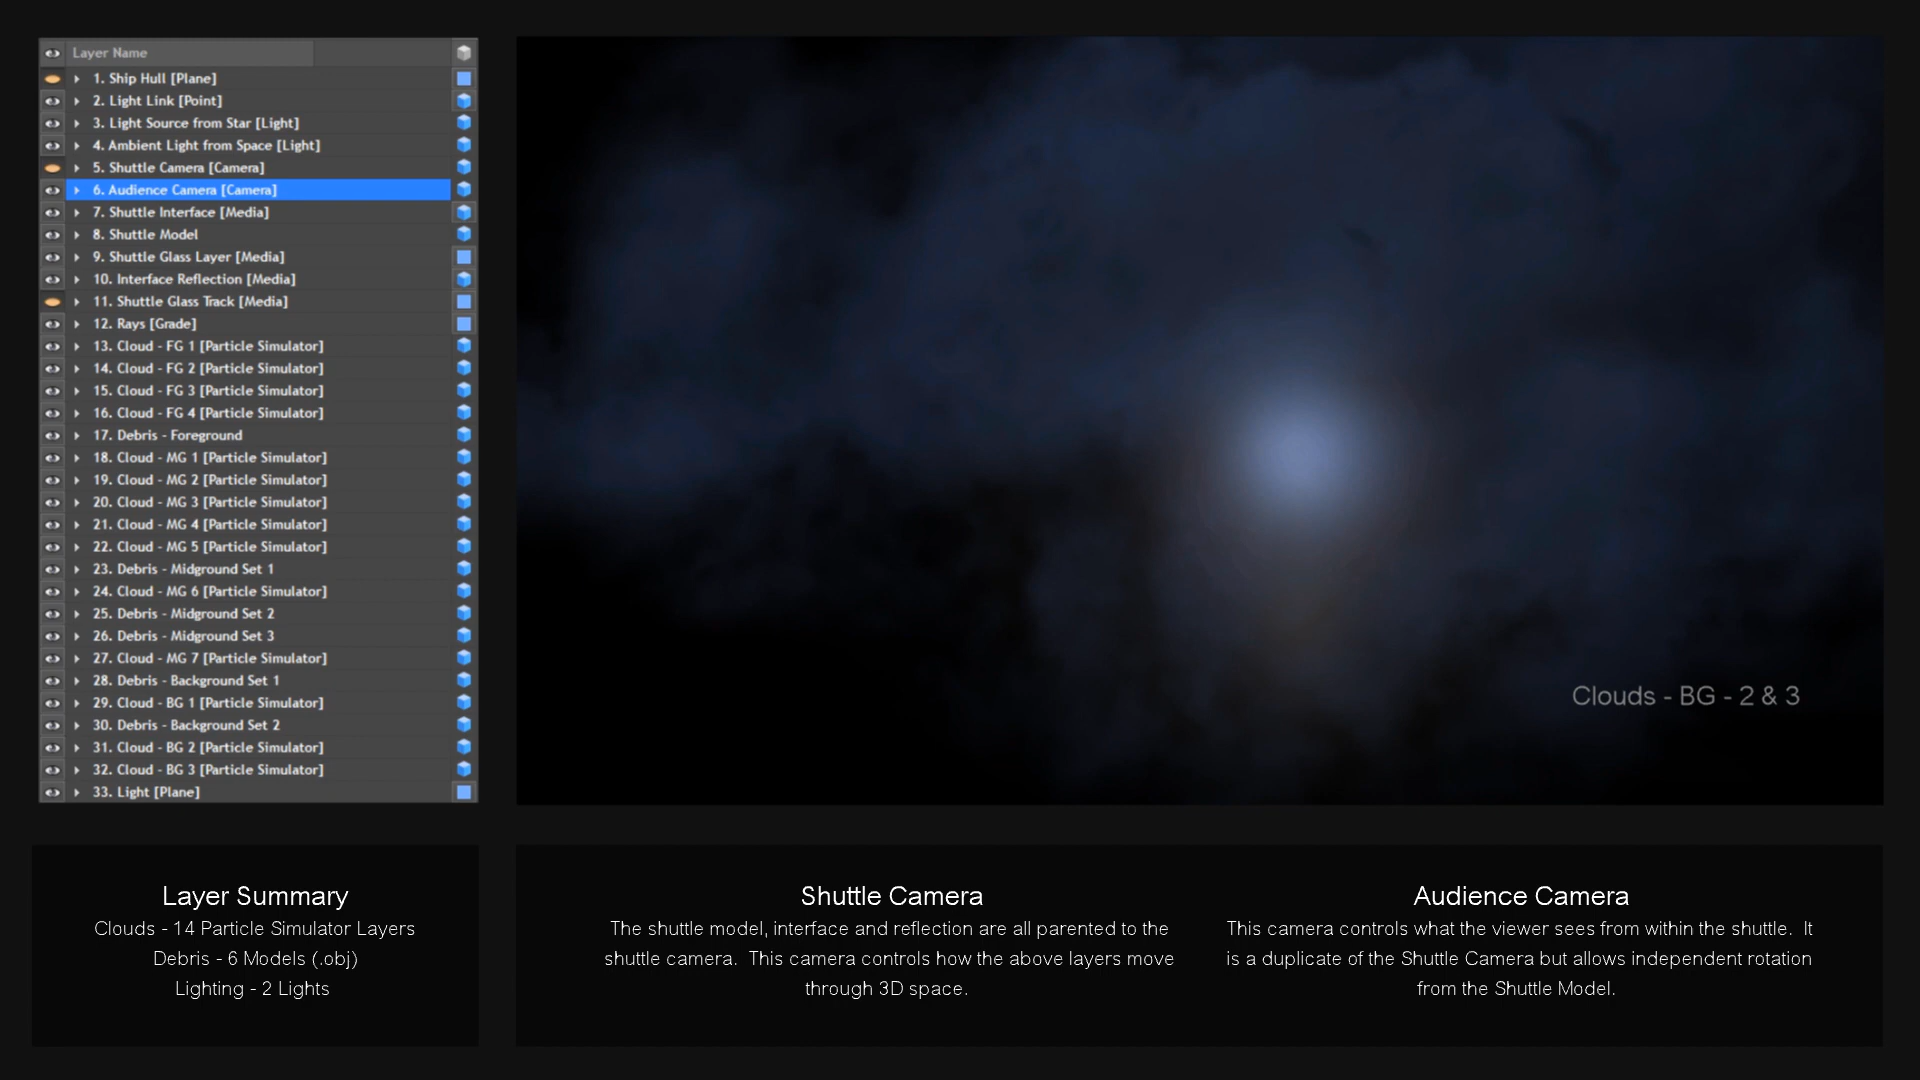 Layer Name
1. Ship Hull [Plane]
2. Light Link [Point]
3. Light Source from Star [Light]
4. Ambient Light from Space [Light]
5. Shuttle Camera [Camera]
6. Audience Camera [Camera]
7. Shuttle Interface [Media]
8. Shuttle Model
9. Shuttle Glass Layer [Media]
10. Interface Reflection [Media]
11. Shuttle Glass Track [Media]
12. Rays [Grade]
13. Cloud - FG 1 [Particle Simulator]
14. Cloud - FG 2 [Particle Simulator]
15. Cloud - FG 3 [Particle Simulator]
16. Cloud - FG 4 [Particle Simulator]
17. Debris - Foreground
18. Cloud - MG 1 [Particle Simulator]
19. Cloud - MG 2 [Particle Simulator]
20. Cloud - MG 3 [Particle Simulator]
21. Cloud - MG 4 [Particle Simulator]
22. Cloud - MG 5 [Particle Simulator]
23. Debris - Midground Set 1
24. Cloud - MG 6 [Particle Simulator]
25. Debris - Midground Set 2
26. Debris - Midground Set 3
27. Cloud - MG 7 [Particle Simulator]
28. Debris - Background Set 1
29. Cloud - BG 1 [Particle Simulator]
30. Debris - Background Set 2
31. Cloud - BG 2 [Particle Simulator]
32. Cloud - BG 3 [Particle Simulator]
33. Light [Plane]
Clouds - BG - 2 & 3
Layer Summary
Clouds - 14 Particle Simulator Layers
Debris - 6 Models (.obj)
Lighting - 2 Lights
Shuttle Camera
The shuttle model, interface and reflection are all parented to the
shuttle camera.  This camera controls how the above layers move
through 3D space.
Audience Camera
This camera controls what the viewer sees from within the shuttle.  It
is a duplicate of the Shuttle Camera but allows independent rotation
from the Shuttle Model.